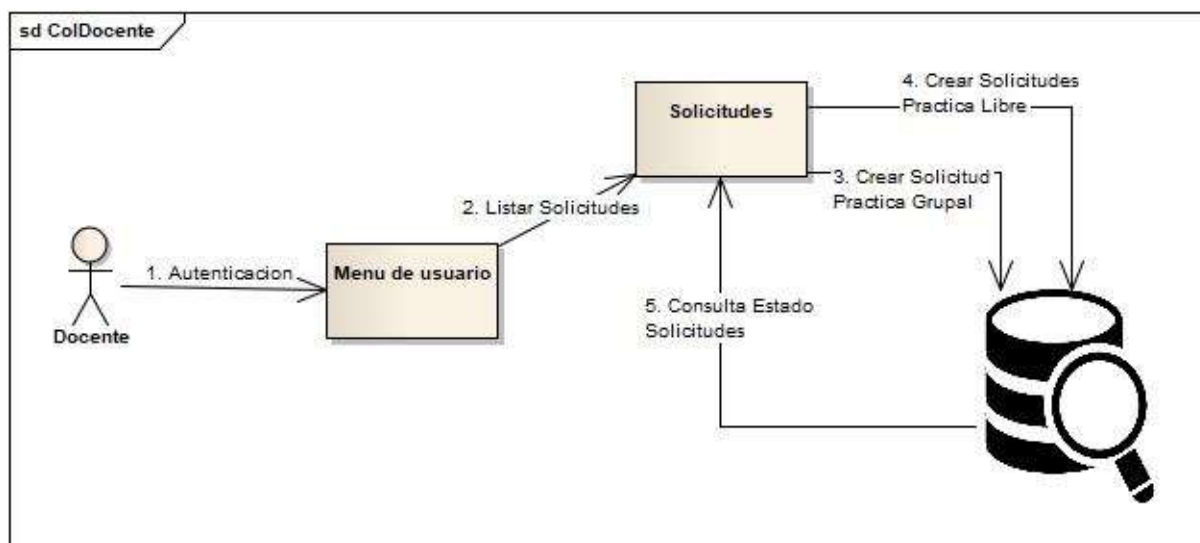 sd ColDocente
4. Crear Solicitudes
Practica Libre
Solicitudes
3. Crear Solicitud
Practica Grupal
2. Listar Solicitudes
1. Autenticacion
Menu de usuario
5. Consulta Estado
Solicitudes
Docente